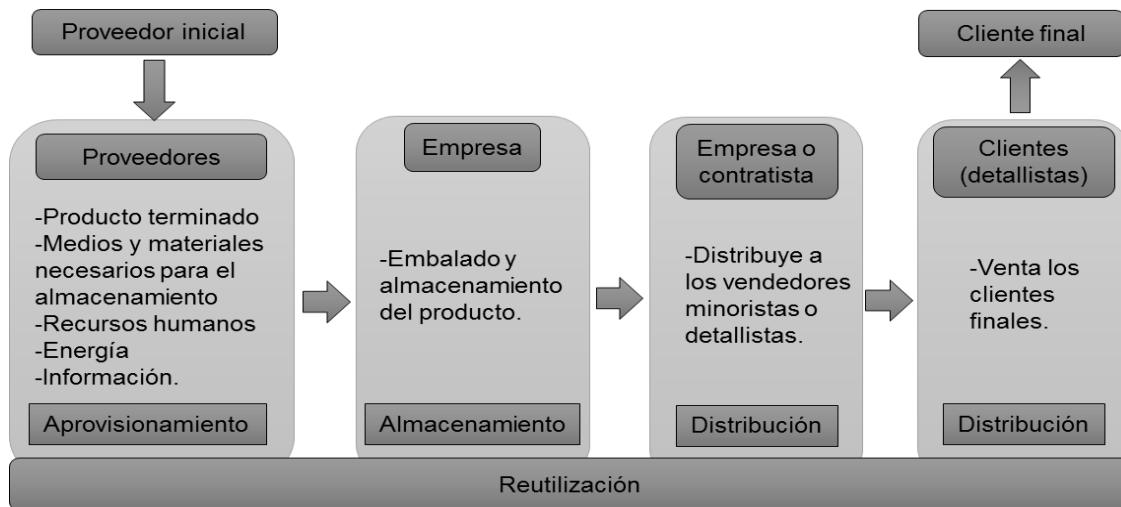 Proveedor inicial
Cliente final
Proveedores
-Producto terminado
-Medios y materiales
necesarios para el
almacenamiento
-Recursos humanos
-Energía
-Información.
Aprovisionamiento
Empresa
-Embalado y
almacenamiento
del producto.
Almacenamiento
Empresa o
contratista
-Distribuye a
los vendedores
minoristas o
detallistas.
Distribución
Clientes
(detallistas)
-Venta los
clientes
finales.
Distribución
Reutilización